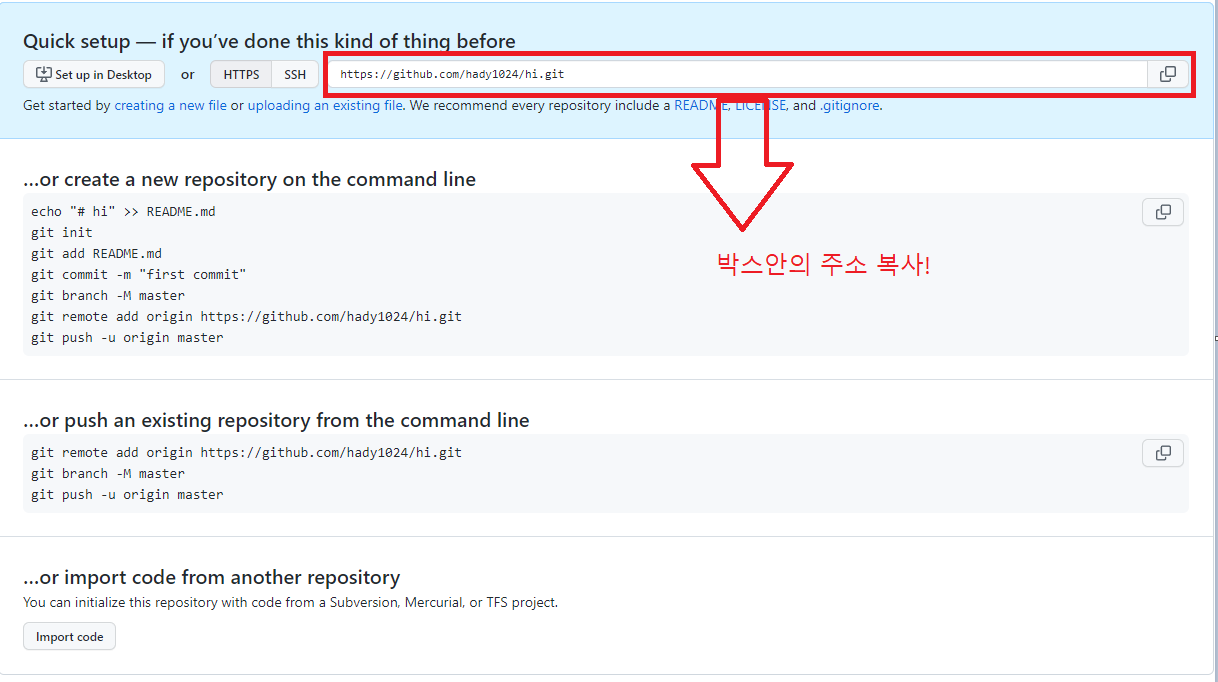 Quick setup — if you’ve done this kind of thing before
Set up in Desktop or HTTPS SSH https://github.com/hady1024/hi.git
Get started by creating a new file or uploading an existing file. We recommend every repository include a README, LICENSE, and .gitignore.
…or create a new repository on the command line
echo "# hi" >> README.md
git init
git add README.md
git commit -m "first commit"
git branch -M master
git remote add origin https://github.com/hady1024/hi.git
git push -u origin master
박스안의 주소 복사!
…or push an existing repository from the command line
git remote add origin https://github.com/hady1024/hi.git
git branch -M master
git push -u origin master
…or import code from another repository
You can initialize this repository with code from a Subversion, Mercurial, or TFS project.
Import code